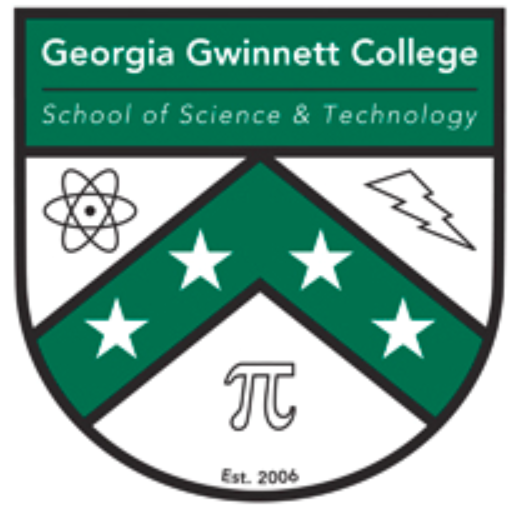 Georgia Gwinnett College
School of Science & Technology
π
Est. 2006